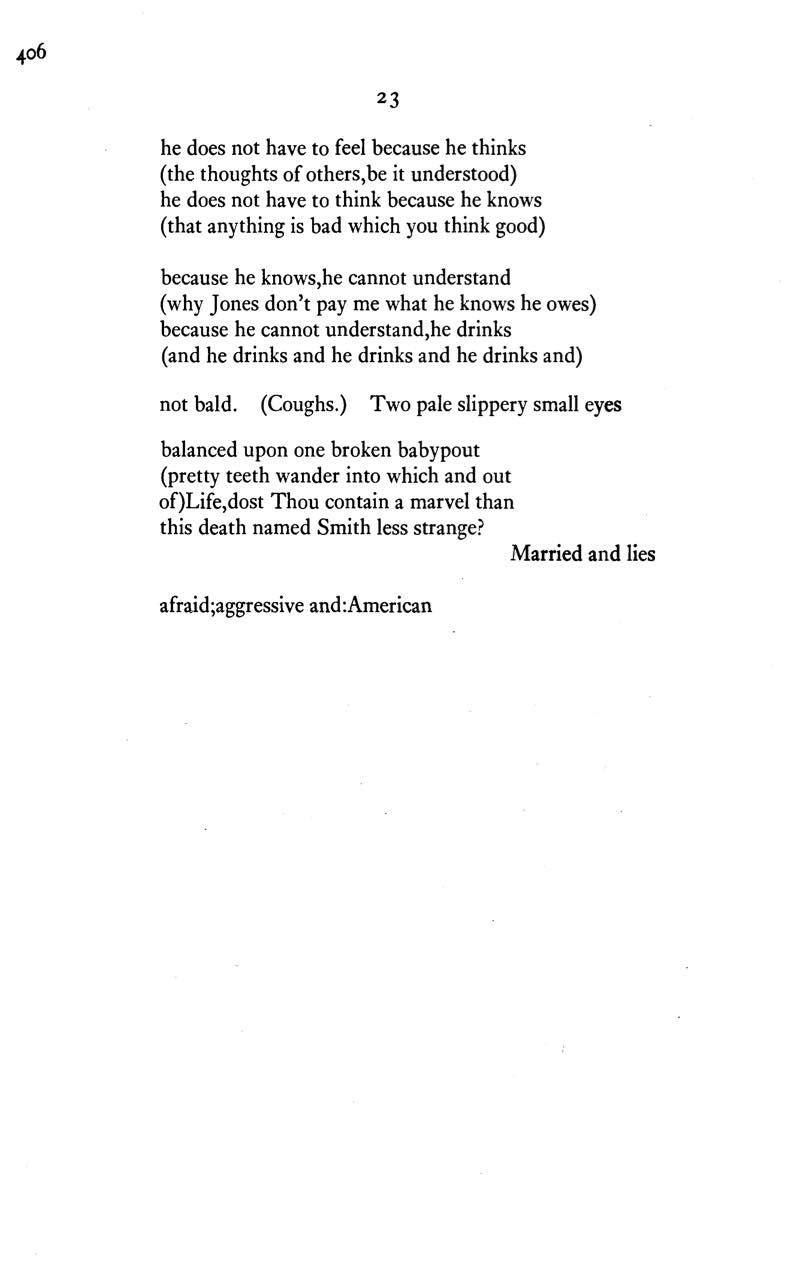 406
23
he does not have to feel because he thinks
(the thoughts of others,be it understood)
he does not have to think because he knows
(that anything is bad which you think good)
because he knows,he cannot understand
(why Jones don't pay me what he knows he owes)
because he cannot understand,he drinks
(and he drinks and he drinks and he drinks and)
not bald. (Coughs.) Two pale slippery small eyes
balanced upon one broken babypout
(pretty teeth wander into which and out
of)Life,dost Thou contain a marvel than
this death named Smith less strange?
Married and lies
afraid;aggressive and:American